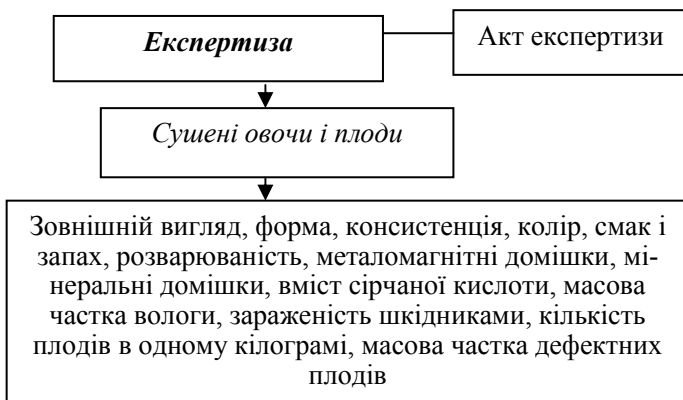 Експертиза
Акт експертизи
Сушені овочи і плоди
Зовнішній вигляд, форма, консистенція, колір, смак і
запах, розварюваність, металомагнітні домішки, мі-
неральні домішки, вміст сірчаної кислоти, масова
частка вологи, зараженість шкідниками, кількість
плодів в одному кілограмі, масова частка дефектних
плодів